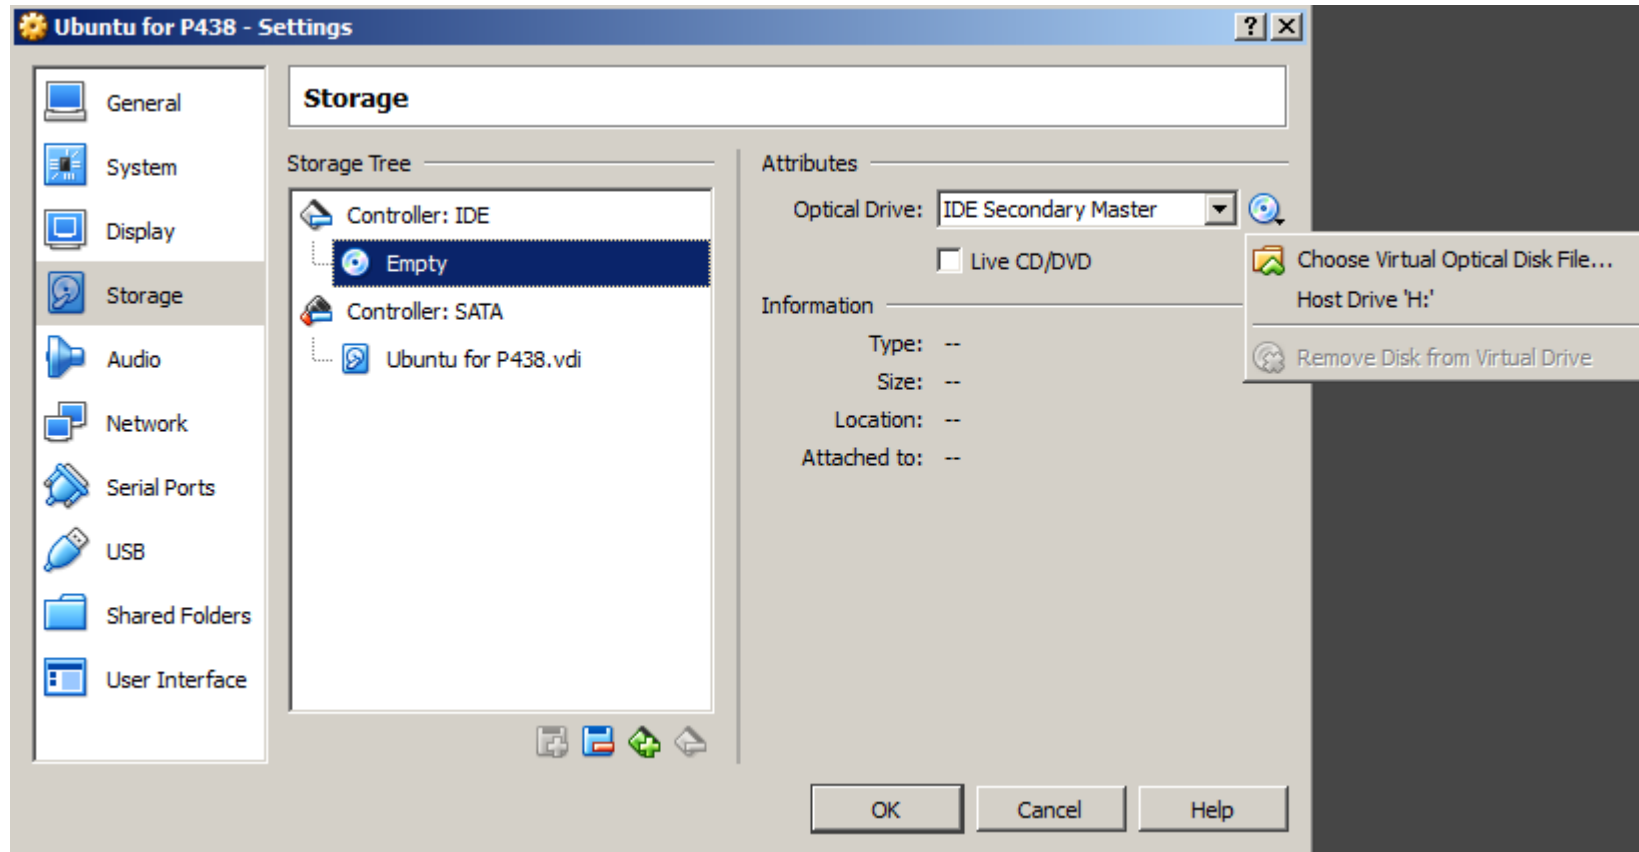 Ubuntu for P438 - Settings
General
System
Display
Storage
Audio
Network
Serial Ports
USB
Shared Folders
User Interface
Storage
Storage Tree
Controller: IDE
Empty
Controller: SATA
Ubuntu for P438.vdi
Attributes
Optical Drive: IDE Secondary Master
Live CD/DVD
Information
Type: --
Size: --
Location: --
Attached to: --
Choose Virtual Optical Disk File...
Host Drive 'H:'
Remove Disk from Virtual Drive
OK Cancel Help